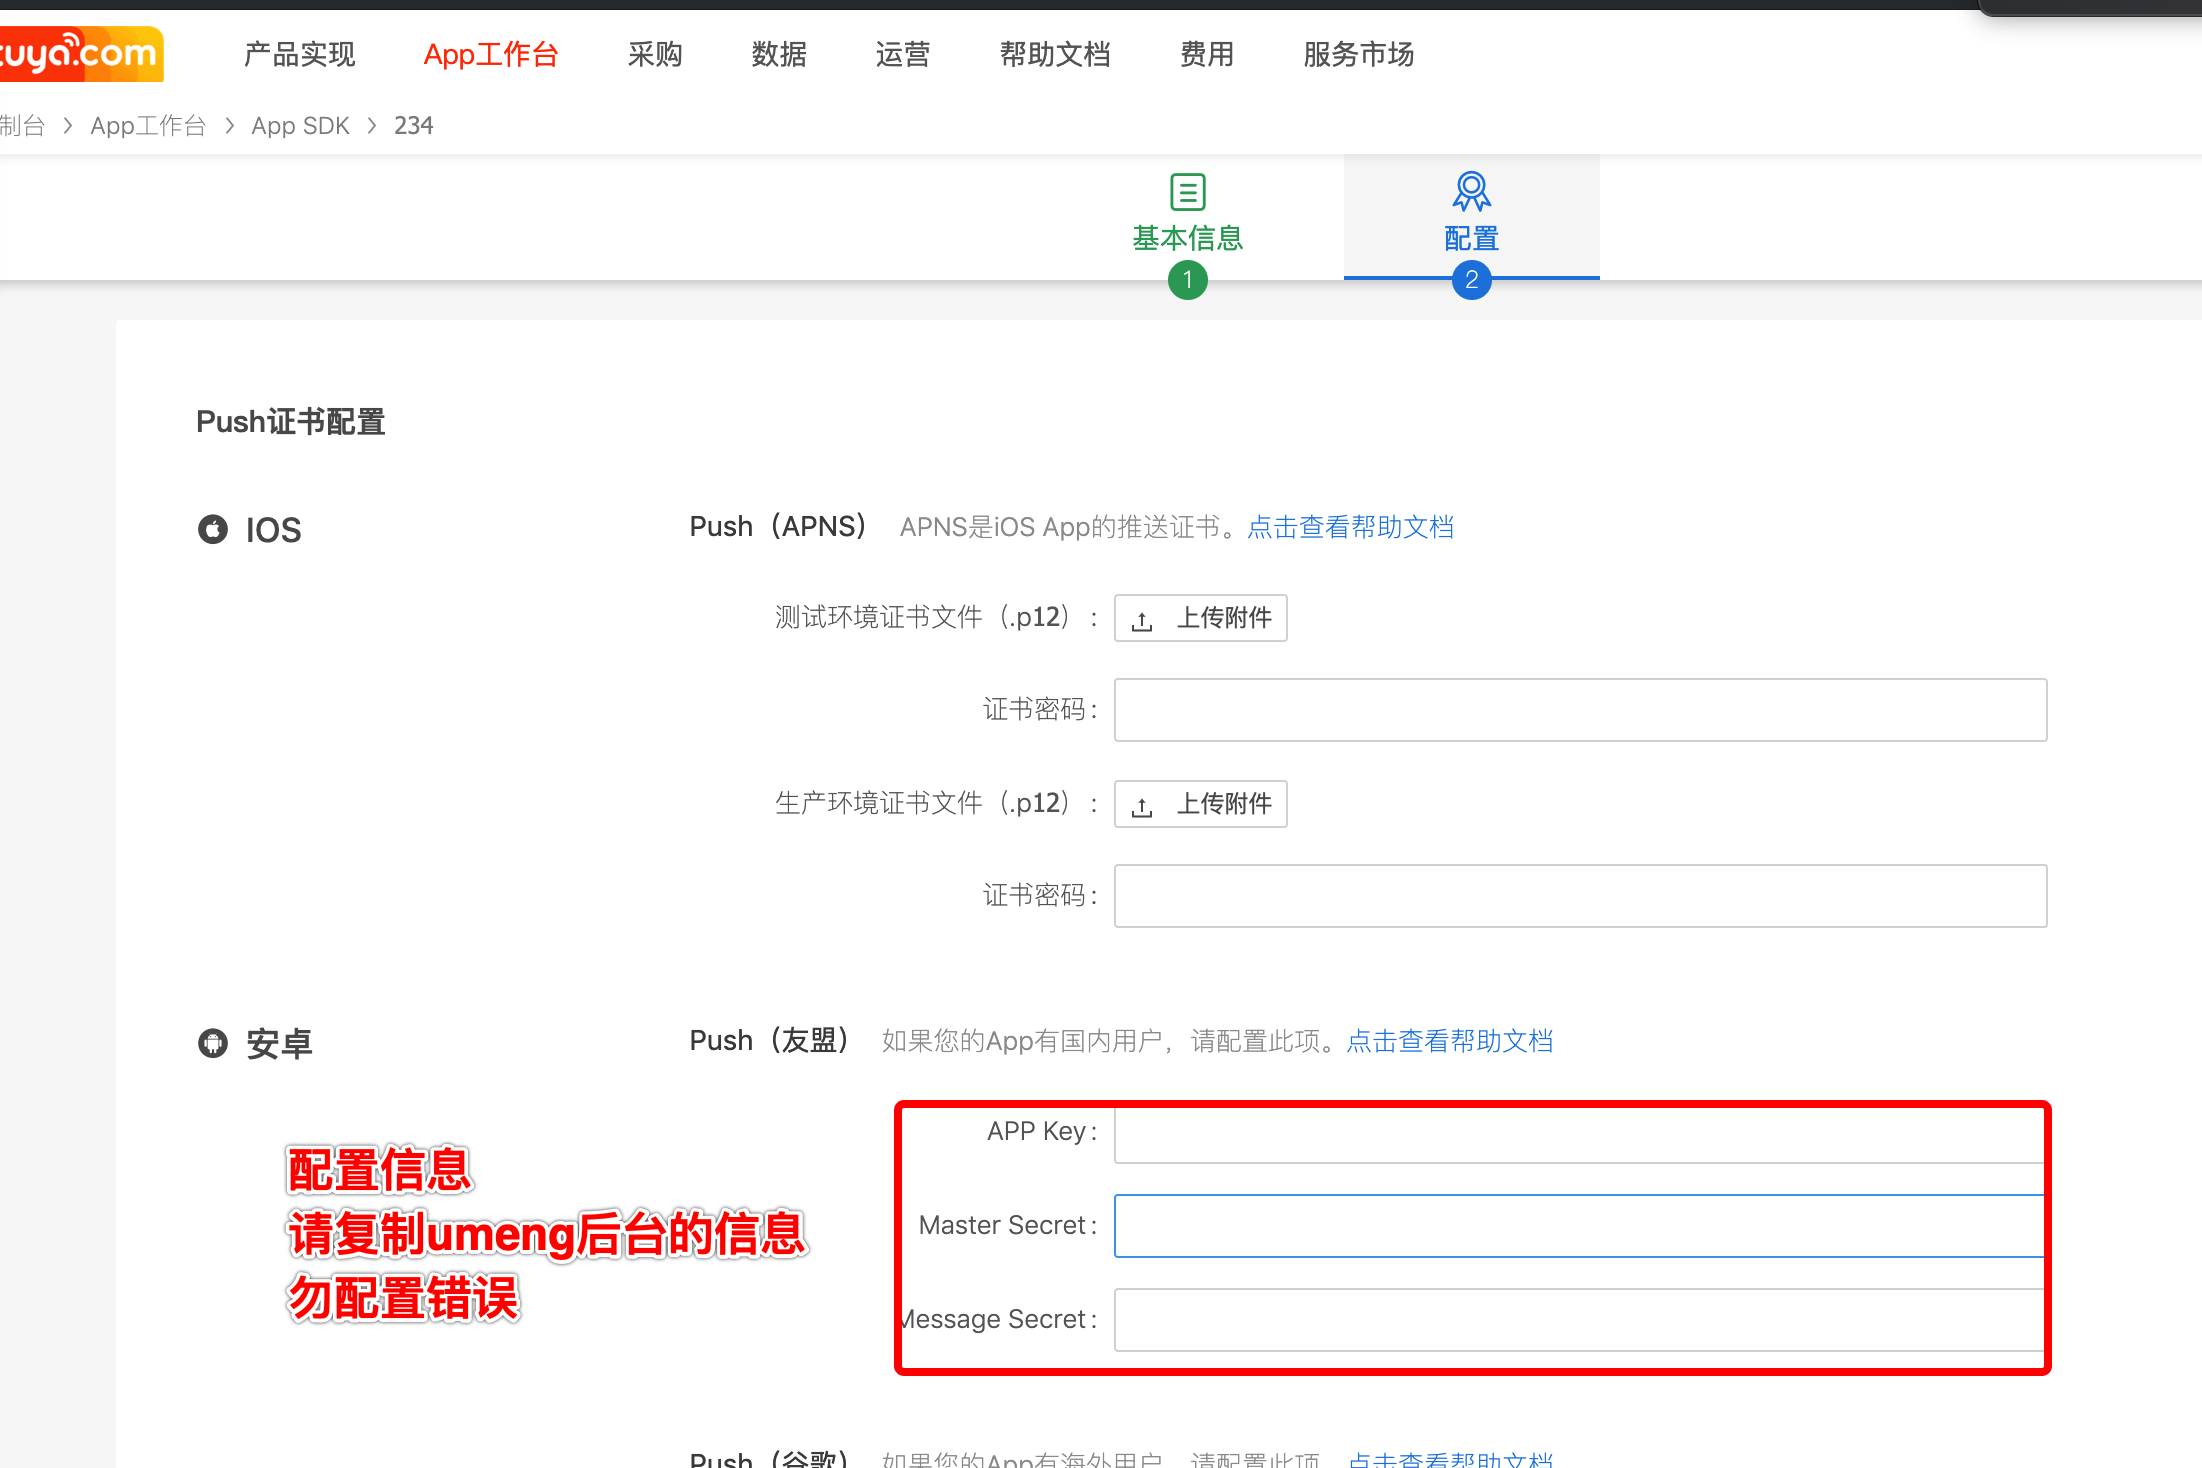 tuya.com 产品实现 App工作台 采购 数据 运营 帮助文档 费用 服务市场
制台 > App工作台 > App SDK > 234
基本信息 配置
1 2
Push证书配置
IOS Push（APNS） APNS是iOS App的推送证书。点击查看帮助文档
测试环境证书文件（.p12）： 上传附件
证书密码：
生产环境证书文件（.p12）： 上传附件
证书密码：
安卓 Push（友盟） 如果您的App有国内用户，请配置此项。点击查看帮助文档
APP Key：
配置信息
Master Secret：
请复制umeng后台的信息
勿配置错误
Message Secret：
Push（谷歌） 如果您的App有海外用户，请配置此项。点击查看帮助文档